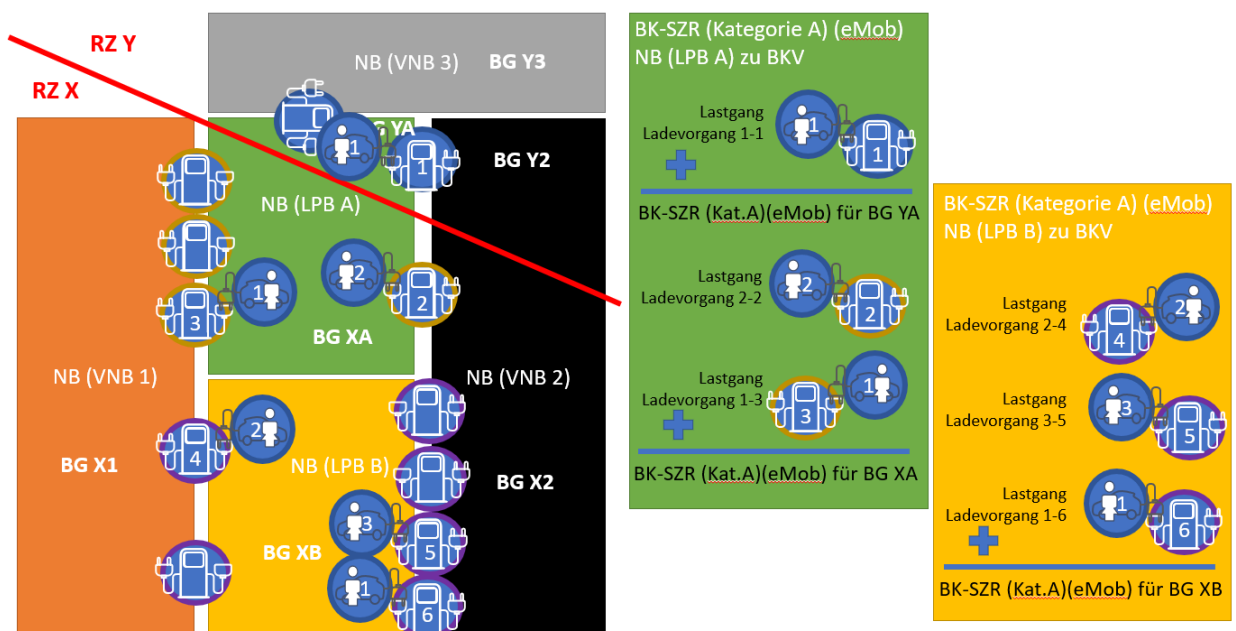 RZ Y
RZ X
NB (VNB 3)
BG Y3
G YA
1
1
BG Y2
NB (LPB A)
2
2
1
3
BG XA
NB (VNB 1)
NB (VNB 2)
2
4
BG X1
NB (LPB B)
BG X2
3
5
BG XB
1
6
BK-SZR (Kategorie A) (eMob)
NB (LPB A) zu BKV
Lastgang
Ladevorgang 1-1
1
1
BK-SZR (Kat.A)(eMob) für BG YA
Lastgang
Ladevorgang 2-2
2
2
Lastgang
Ladevorgang 1-3
1
3
BK-SZR (Kat.A)(eMob) für BG XA
BK-SZR (Kategorie A) (eMob)
NB (LPB B) zu BKV
Lastgang
Ladevorgang 2-4
2
4
Lastgang
Ladevorgang 3-5
3
5
Lastgang
Ladevorgang 1-6
1
6
BK-SZR (Kat.A)(eMob) für BG XB